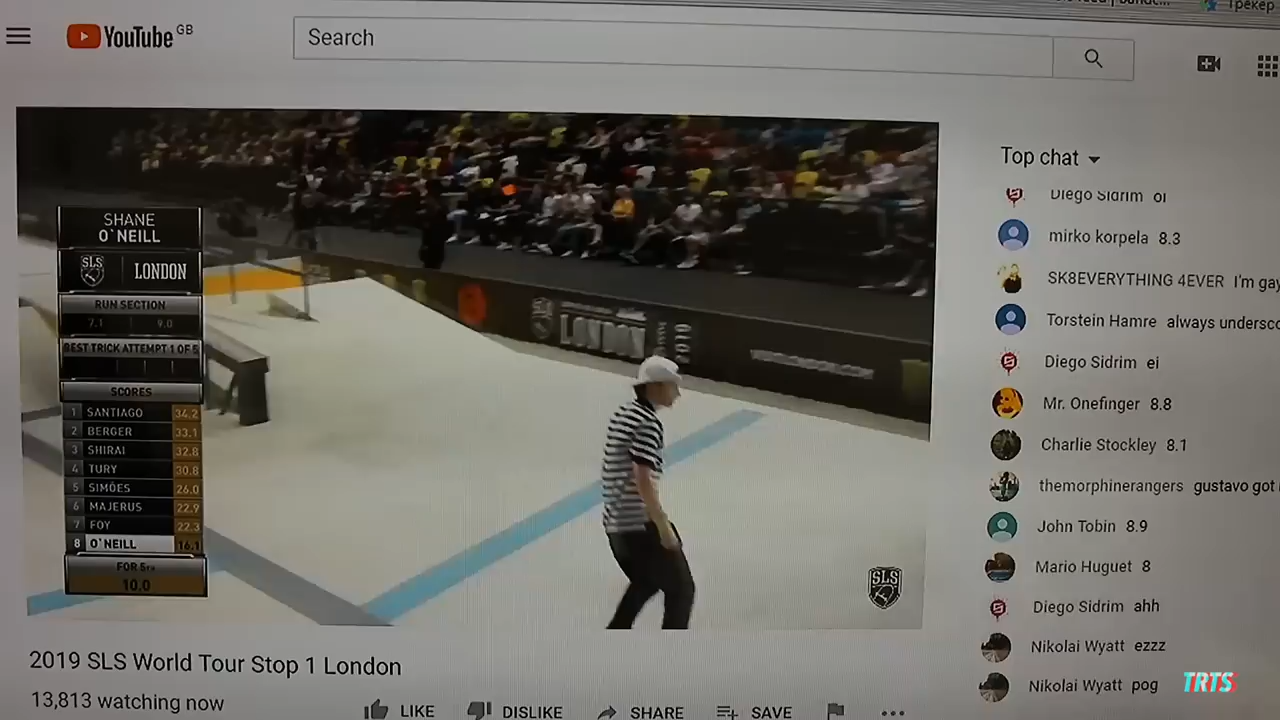 Трекер
YouTube GB
Search
Top chat
SHANE
O`NEILL
SLS
LONDON
RUN SECTION
7.1 9.0
BEST TRICK ATTEMPT 1 OF 5
SCORES
1 SANTIAGO 34.2
2 BERGER 33.1
3 SHIRAI 32.8
4 TURY 30.8
5 SIMÕES 26.0
6 MAJERUS 22.9
7 FOY 22.3
8 O`NEILL 16.1
FOR 5TH
10.0
LONDON
2019
SLS
Diego Sidrim oi
mirko korpela 8.3
SK8EVERYTHING 4EVER I'm gay
Torstein Hamre always undersco
Diego Sidrim ei
Mr. Onefinger 8.8
Charlie Stockley 8.1
themorphinerangers gustavo got
John Tobin 8.9
Mario Huguet 8
Diego Sidrim ahh
Nikolai Wyatt ezzz
Nikolai Wyatt pog
TRTS
2019 SLS World Tour Stop 1 London
13,813 watching now
LIKE DISLIKE SHARE SAVE